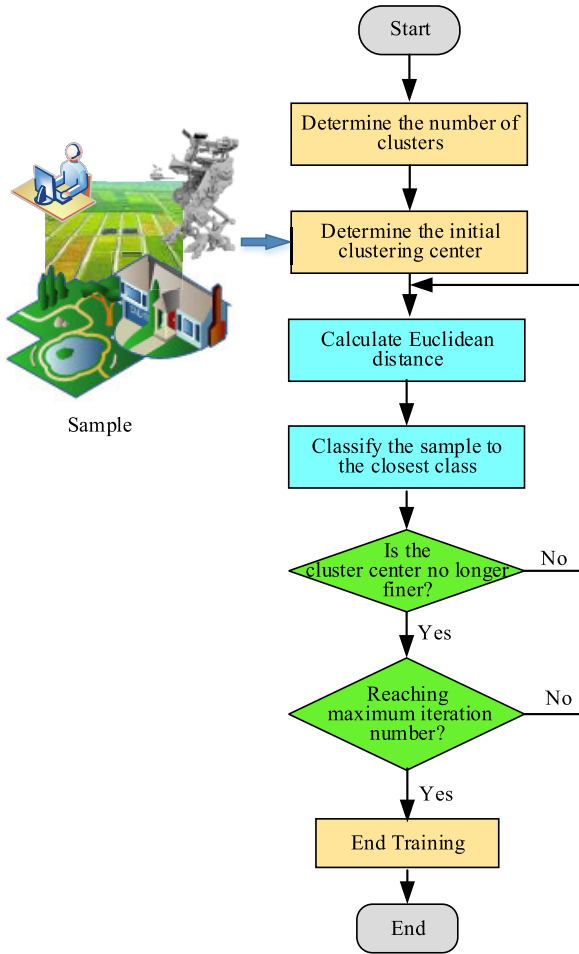 Start
Determine the number of
clusters
Determine the initial
clustering center
Sample
Calculate Euclidean
distance
Classify the sample to
the closest class
Is the
cluster center no longer
finer?
No
Yes
Reaching
maximum iteration
number?
No
Yes
End Training
End